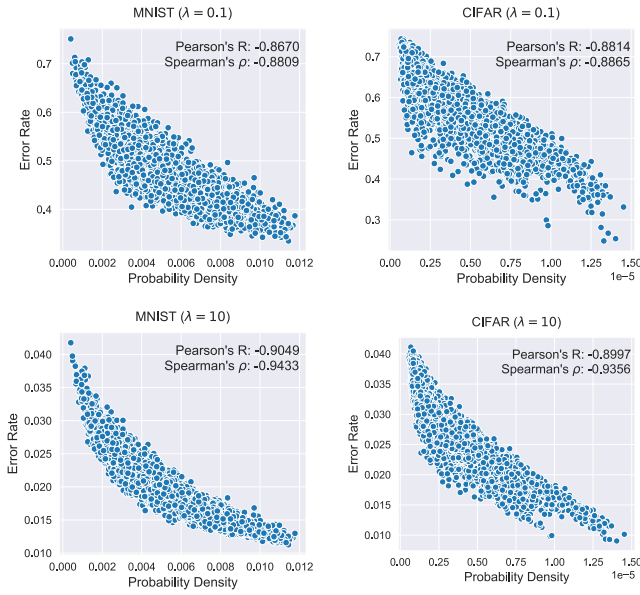 MNIST (λ = 0.1)
Pearson's R: -0.8670
Spearman's ρ: -0.8809
0.7
0.6
0.5
0.4
Error Rate
0.000 0.002 0.004 0.006 0.008 0.010 0.012
Probability Density
CIFAR (λ = 0.1)
Pearson's R: -0.8814
Spearman's ρ: -0.8865
0.7
0.6
0.5
0.4
0.3
Error Rate
0.00 0.25 0.50 0.75 1.00 1.25 1.50
1e-5
Probability Density
MNIST (λ = 10)
Pearson's R: -0.9049
Spearman's ρ: -0.9433
0.040
0.035
0.030
0.025
0.020
0.015
0.010
Error Rate
0.000 0.002 0.004 0.006 0.008 0.010 0.012
Probability Density
CIFAR (λ = 10)
Pearson's R: -0.8997
Spearman's ρ: -0.9356
0.040
0.035
0.030
0.025
0.020
0.015
0.010
Error Rate
0.00 0.25 0.50 0.75 1.00 1.25 1.50
1e-5
Probability Density